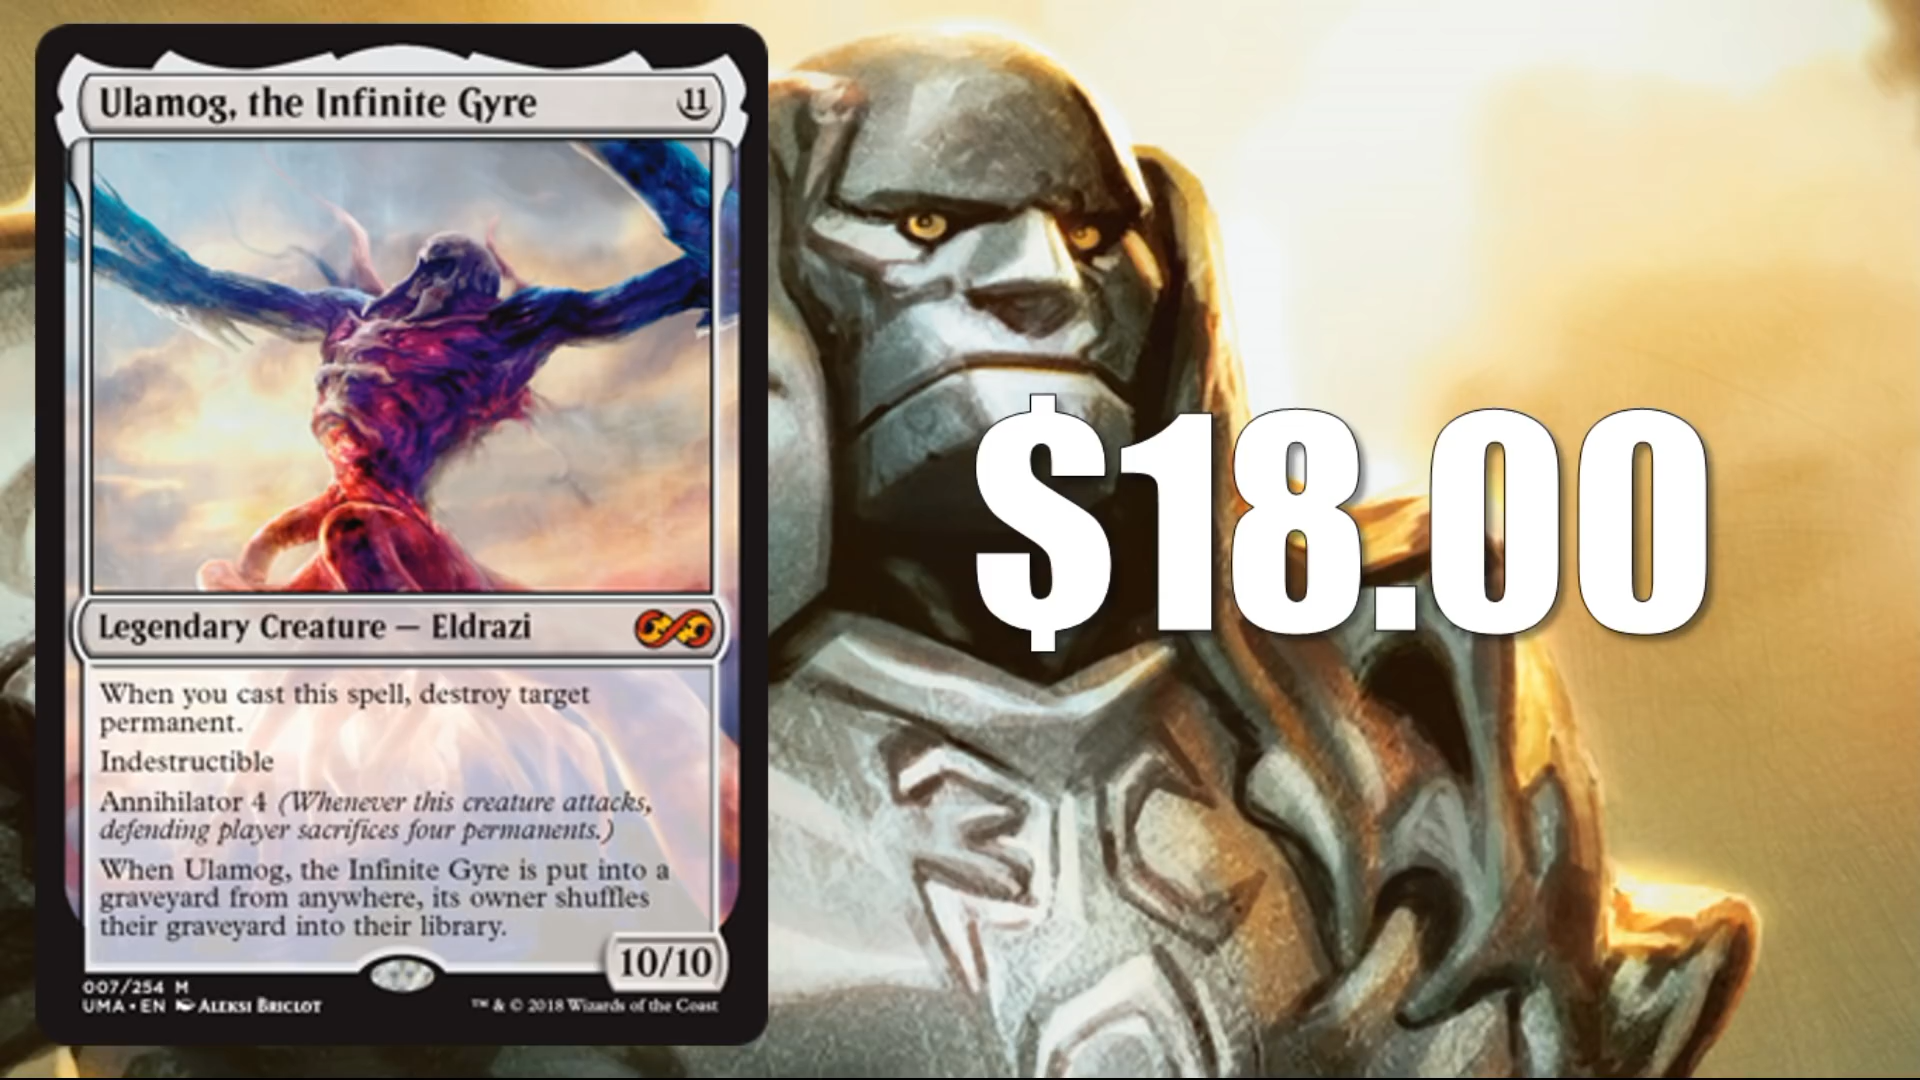 Ulamog, the Infinite Gyre 11
$18.00
Legendary Creature — Eldrazi
When you cast this spell, destroy target
permanent.
Indestructible
Annihilator 4 (Whenever this creature attacks,
defending player sacrifices four permanents.)
When Ulamog, the Infinite Gyre is put into a
graveyard from anywhere, its owner shuffles
their graveyard into their library.
10/10
007/254 M
UMA • EN ALEKSI BRICLOT
™ & © 2018 Wizards of the Coast